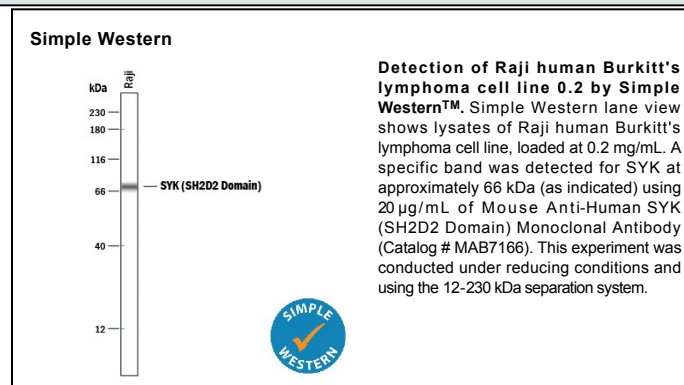 Simple Western
kDa
Raji
230
180
116
66
SYK (SH2D2 Domain)
40
12
SIMPLE
WESTERN
Detection of Raji human Burkitt's
lymphoma cell line 0.2 by Simple
Western™. Simple Western lane view
shows lysates of Raji human Burkitt's
lymphoma cell line, loaded at 0.2 mg/mL. A
specific band was detected for SYK at
approximately 66 kDa (as indicated) using
20 µg/mL of Mouse Anti-Human SYK
(SH2D2 Domain) Monoclonal Antibody
(Catalog # MAB7166). This experiment was
conducted under reducing conditions and
using the 12-230 kDa separation system.